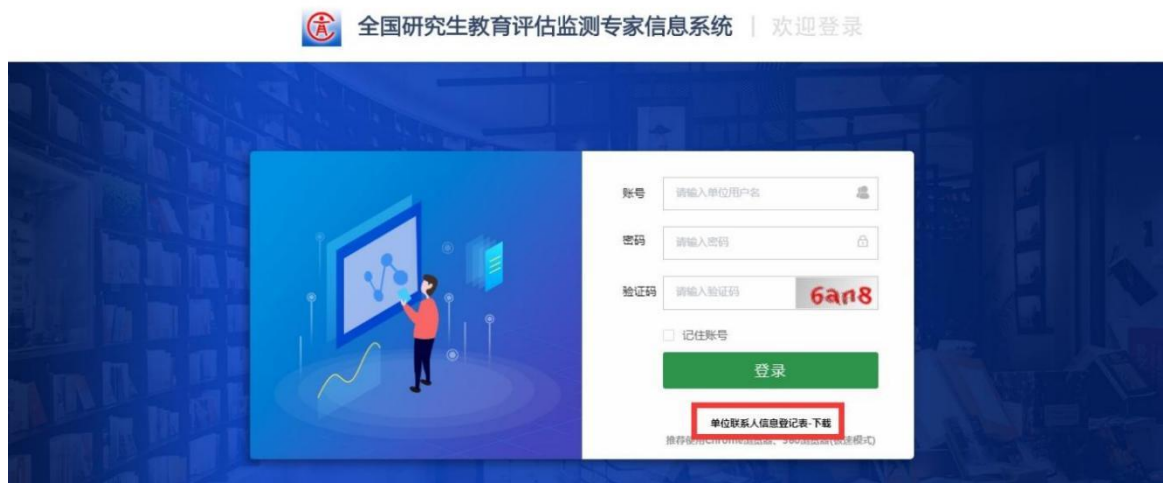 全国研究生教育评估监测专家信息系统 | 欢迎登录
账号 请输入单位用户名
密码 请输入密码
验证码 请输入验证码 6an8
记住账号
登录
单位联系人信息登记表-下载
推荐使用Chrome浏览器、360浏览器(极速模式)